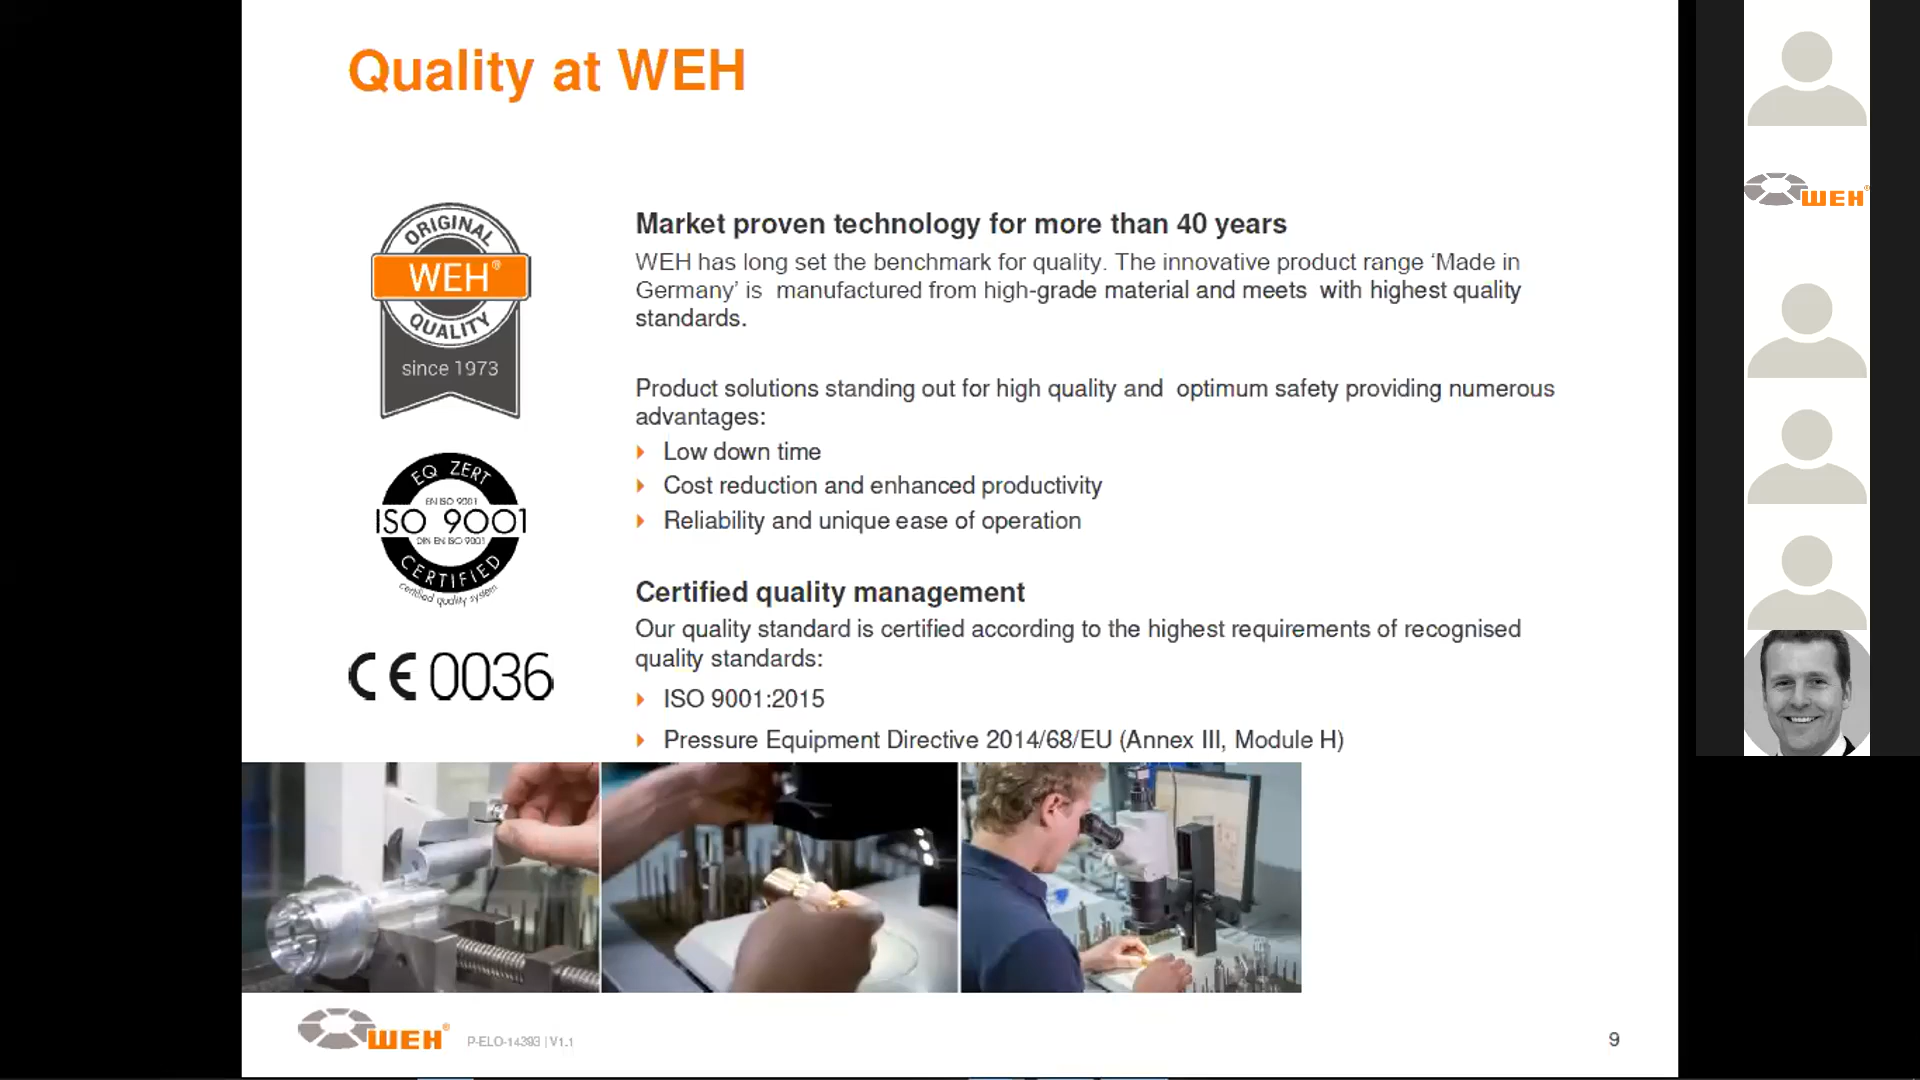 Quality at WEH
ORIGINAL
WEH®
QUALITY
since 1973
Market proven technology for more than 40 years
WEH has long set the benchmark for quality. The innovative product range ‘Made in
Germany’ is manufactured from high-grade material and meets with highest quality
standards.
Product solutions standing out for high quality and optimum safety providing numerous
advantages:
Low down time
Cost reduction and enhanced productivity
Reliability and unique ease of operation
EQ ZERT
EN ISO 9001
ISO 9001
DIN EN ISO 9001
CERTIFIED
certified quality system
Certified quality management
Our quality standard is certified according to the highest requirements of recognised
quality standards:
ISO 9001:2015
Pressure Equipment Directive 2014/68/EU (Annex III, Module H)
CE 0036
WEH®
P-ELO-14393 | V1.1
9
WEH®